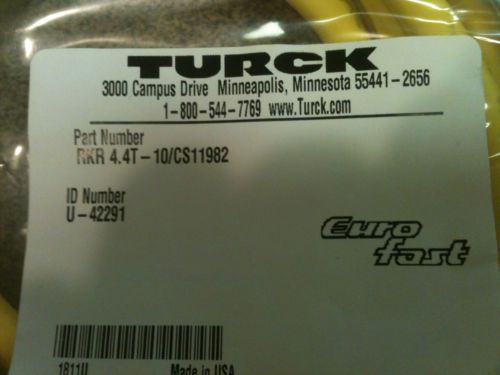 TURCK
3000 Campus Drive Minneapolis, Minnesota 55441-2656
1-800-544-7769 www.Turck.com
Part Number
RKR 4.4T-10/CS11982
ID Number
U-42291
Euro
fast
1811U Made in USA